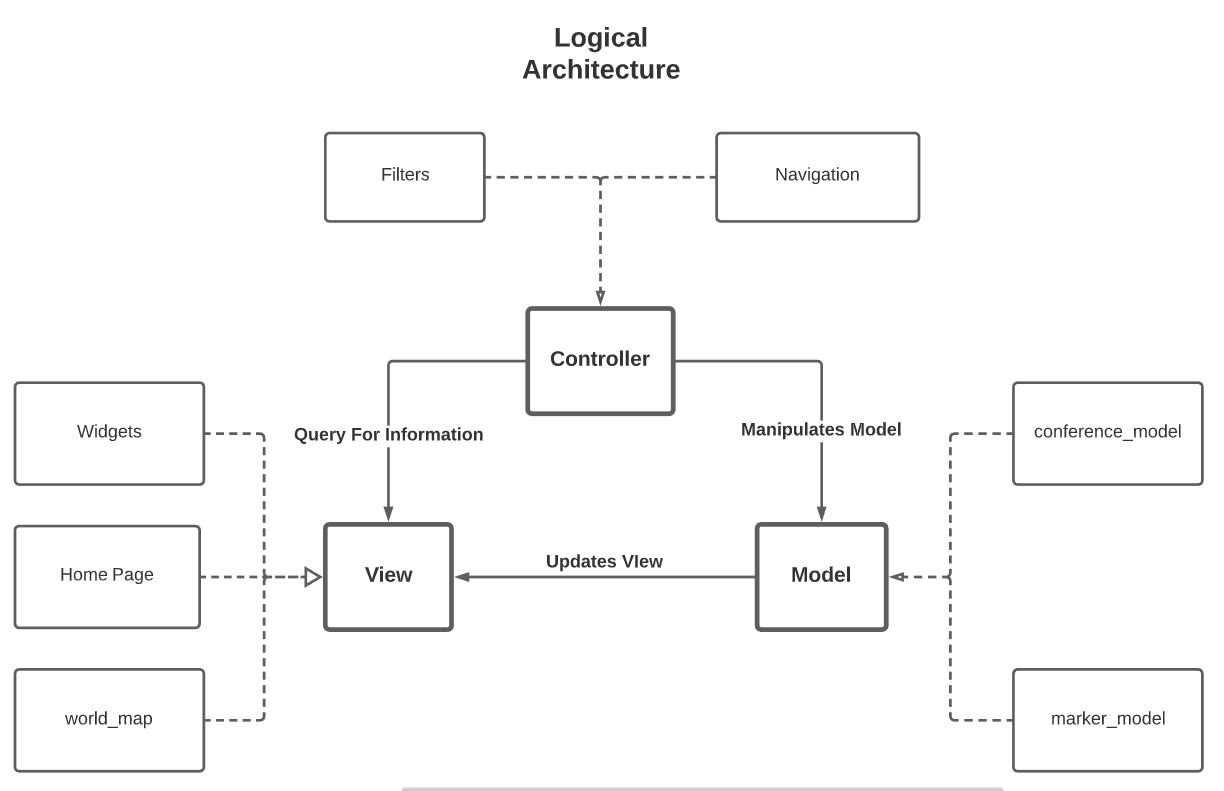 Logical
Architecture
Filters
Navigation
Controller
Widgets
Query For Information
Manipulates Model
conference_model
Home Page
View
Updates VIew
Model
world_map
marker_model